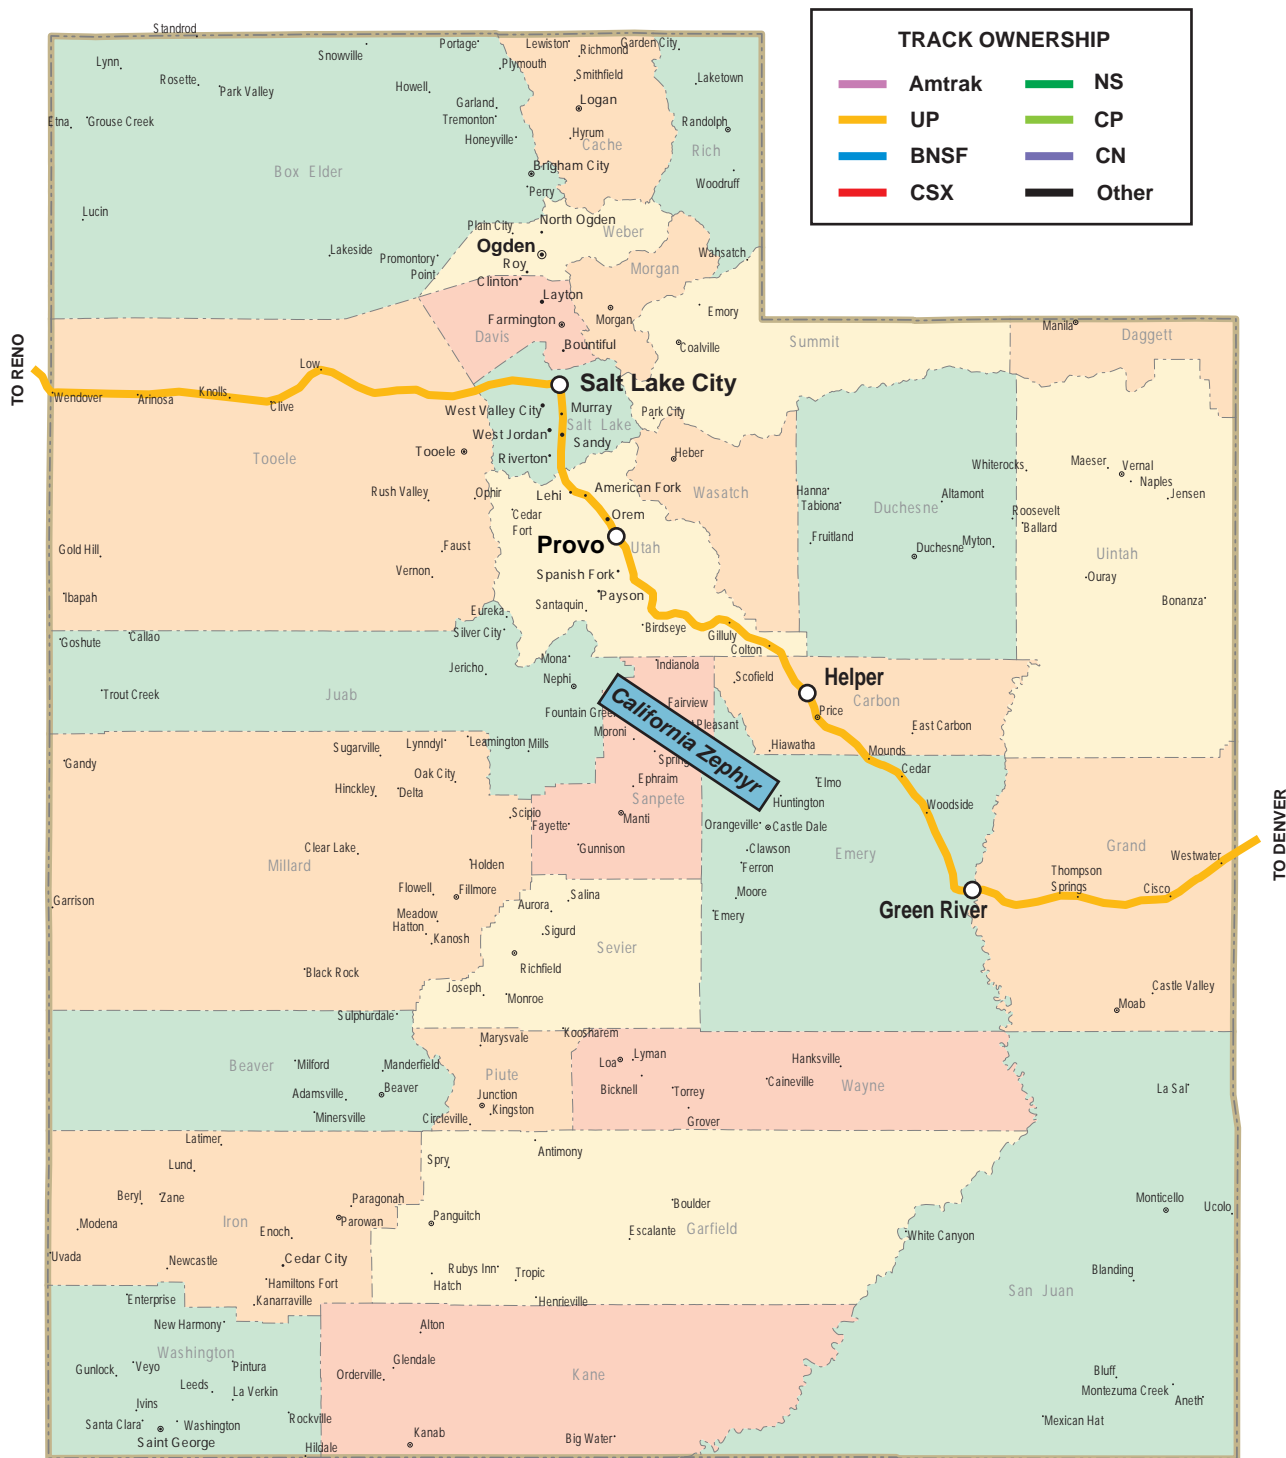 TRACK OWNERSHIP
Amtrak
NS
UP
CP
BNSF
CN
CSX
Other
Standrod
Lynn
Rosette
Park Valley
Snowville
Portage
Plymouth
Howell
Garland
Tremonton
Honeyville
Etna
Grouse Creek
Box Elder
Lucin
Lakeside
Promontory
Point
Brigham City
Perry
Lewiston
Richmond
Smithfield
Logan
Hyrum
Cache
Garden City
Laketown
Randolph
Rich
Woodruff
Plain City
North Ogden
Weber
Ogden
Roy
Clinton
Layton
Farmington
Davis
Bountiful
Morgan
Morgan
Wahsatch
Emory
Coalville
Summit
Park City
Manila
Daggett
TO RENO
Wendover
Arinosa
Knolls
Low
Clive
Salt Lake City
West Valley City
Murray
Salt Lake
West Jordan
Sandy
Riverton
Tooele
Tooele
Rush Valley
Ophir
Faust
Vernon
Gold Hill
Ibapah
Lehi
American Fork
Cedar
Fort
Orem
Provo
Utah
Spanish Fork
Payson
Santaquin
Birdseye
Gilluly
Colton
Heber
Wasatch
Hanna
Tabiona
Fruitland
Duchesne
Altamont
Duchesne
Myton
Whiterocks
Roosevelt
Ballard
Maeser
Vernal
Naples
Jensen
Uintah
Ouray
Bonanza
Eureka
Silver City
Goshute
Callao
Trout Creek
Juab
Jericho
Mona
Nephi
Mills
Indianola
Fountain Green
Fairview
Moroni
Pleasant
Spring
Ephraim
Sanpete
Manti
Fayette
Gunnison
California Zephyr
Scofield
Helper
Carbon
Price
East Carbon
Hiawatha
Mounds
Cedar
Elmo
Huntington
Woodside
Orangeville
Castle Dale
Clawson
Ferron
Moore
Emery
Emery
Green River
Grand
Thompson
Springs
Cisco
Westwater
TO DENVER
Castle Valley
Moab
Gandy
Sugarville
Lynndyl
Leamington
Oak City
Hinckley
Delta
Scipio
Clear Lake
Millard
Holden
Flowell
Fillmore
Meadow
Hatton
Kanosh
Garrison
Black Rock
Salina
Aurora
Sigurd
Sevier
Richfield
Joseph
Monroe
Koosharem
Sulphurdale
Beaver
Milford
Manderfield
Adamsville
Beaver
Minersville
Marysvale
Piute
Junction
Kingston
Circleville
Loa
Lyman
Bicknell
Torrey
Grover
Hanksville
Caineville
Wayne
La Sal
Latimer
Lund
Beryl
Zane
Modena
Iron
Paragonah
Parowan
Enoch
Uvada
Newcastle
Cedar City
Hamiltons Fort
Kanarraville
Antimony
Spry
Panguitch
Boulder
Escalante
Garfield
Rubys Inn
Hatch
Tropic
Henrieville
White Canyon
Monticello
Ucolo
Blanding
San Juan
Bluff
Montezuma Creek
Aneth
Mexican Hat
Enterprise
New Harmony
Washington
Gunlock
Veyo
Pintura
Leeds
La Verkin
Ivins
Santa Clara
Washington
Saint George
Rockville
Hildale
Alton
Glendale
Orderville
Kane
Kanab
Big Water